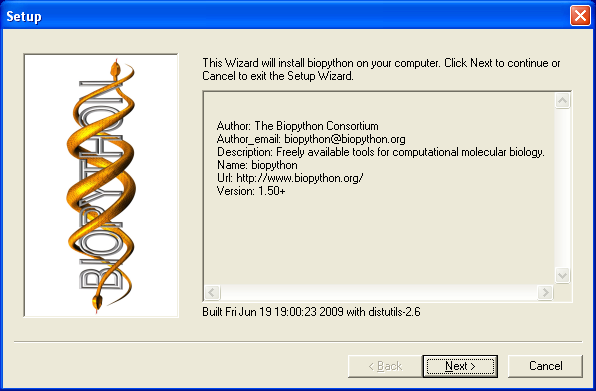 Setup
This Wizard will install biopython on your computer. Click Next to continue or
Cancel to exit the Setup Wizard.
BIOPYTHON
Author: The Biopython Consortium
Author_email: biopython@biopython.org
Description: Freely available tools for computational molecular biology.
Name: biopython
Url: http://www.biopython.org/
Version: 1.50+
Built Fri Jun 19 19:00:23 2009 with distutils-2.6
< Back
Next >
Cancel